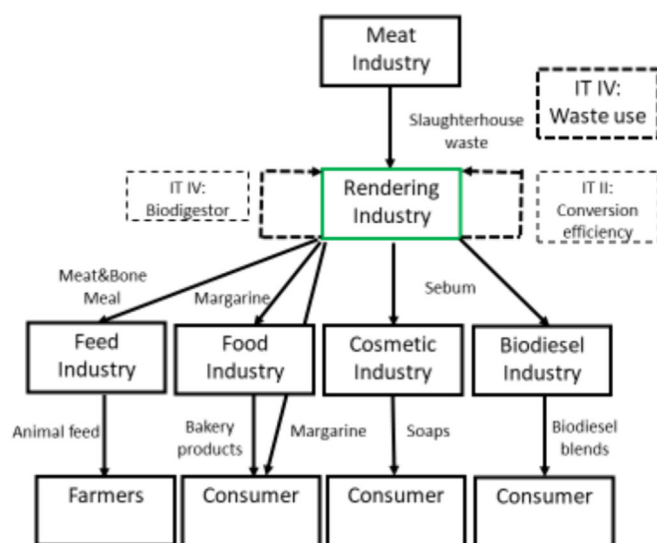 Meat
Industry
IT IV:
Waste use
Slaughterhouse
waste
IT IV:
Biodigestor
Rendering
Industry
IT II:
Conversion
efficiency
Meat&Bone
Meal
Margarine
Sebum
Feed
Industry
Food
Industry
Cosmetic
Industry
Biodiesel
Industry
Animal feed
Bakery
products
Margarine
Soaps
Biodiesel
blends
Farmers
Consumer
Consumer
Consumer